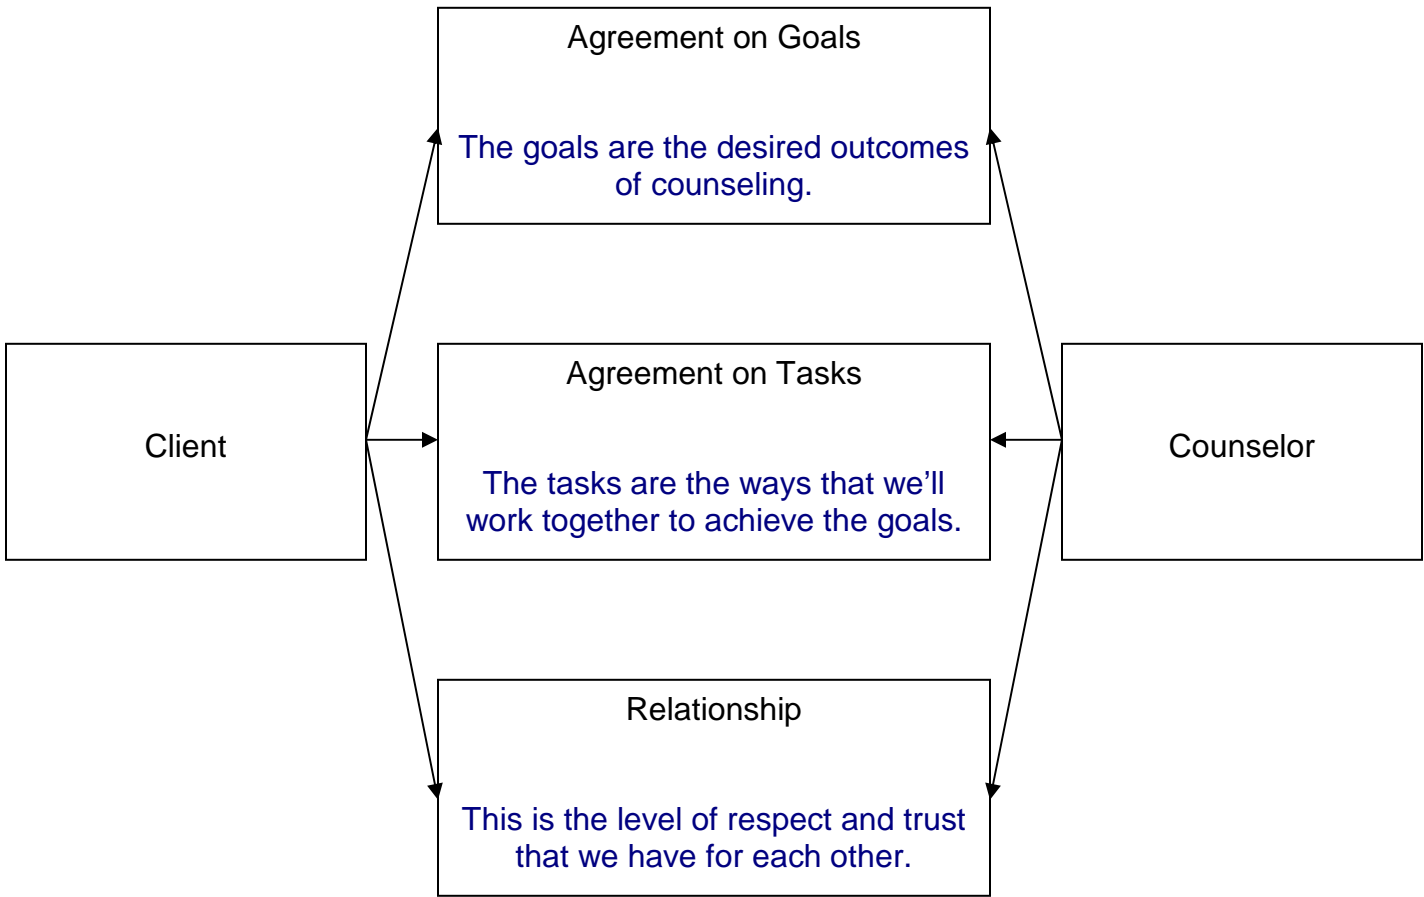 Agreement on Goals
The goals are the desired outcomes
of counseling.
Client
Agreement on Tasks
The tasks are the ways that we’ll
work together to achieve the goals.
Counselor
Relationship
This is the level of respect and trust
that we have for each other.